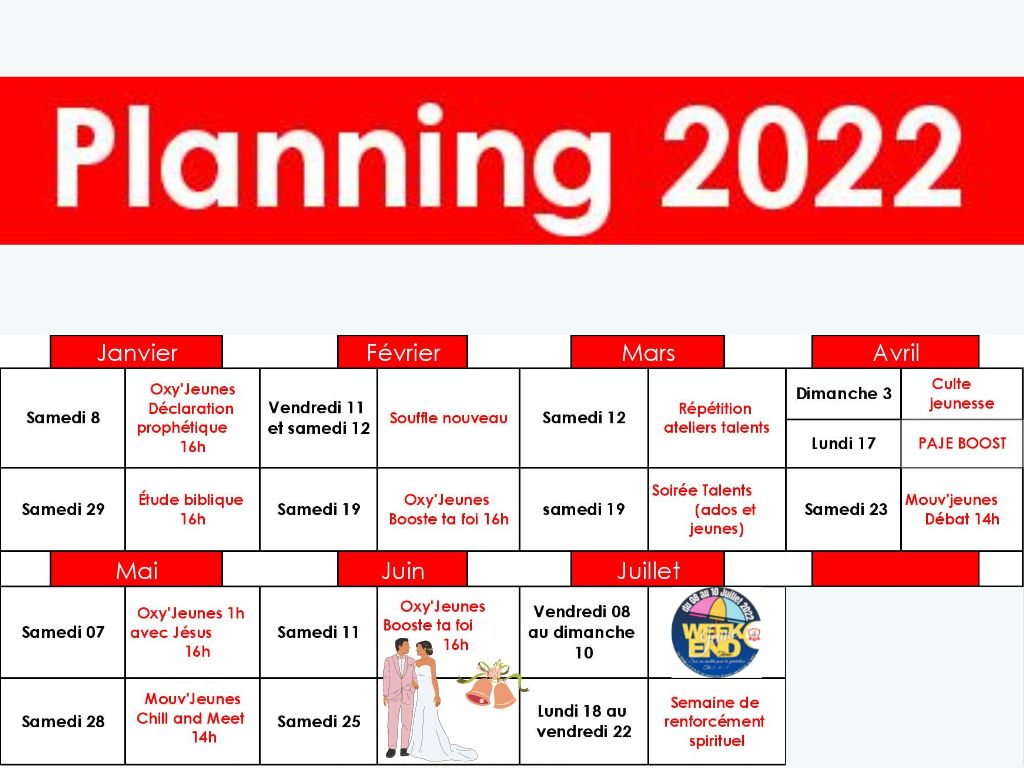 Planning 2022
Janvier
Février
Mars
Avril
Samedi 8
Oxy'Jeunes
Déclaration
prophétique
16h
Vendredi 11
et samedi 12
Souffle nouveau
Samedi 12
Répétition
ateliers talents
Dimanche 3
Culte
jeunesse
Lundi 17
PAJE BOOST
Samedi 29
Étude biblique
16h
Samedi 19
Oxy'Jeunes
Booste ta foi 16h
samedi 19
Soirée Talents
(ados et
jeunes)
Samedi 23
Mouv'jeunes
Débat 14h
Mai
Juin
Juillet
Samedi 07
Oxy'Jeunes 1h
avec Jésus
16h
Samedi 11
Oxy'Jeunes
Booste ta foi
16h
Vendredi 08
au dimanche
10
du 08 au 10 Juillet 2022
WEEK
END
Samedi 28
Mouv'Jeunes
Chill and Meet
14h
Samedi 25
Lundi 18 au
vendredi 22
Semaine de
renforcément
spirituel